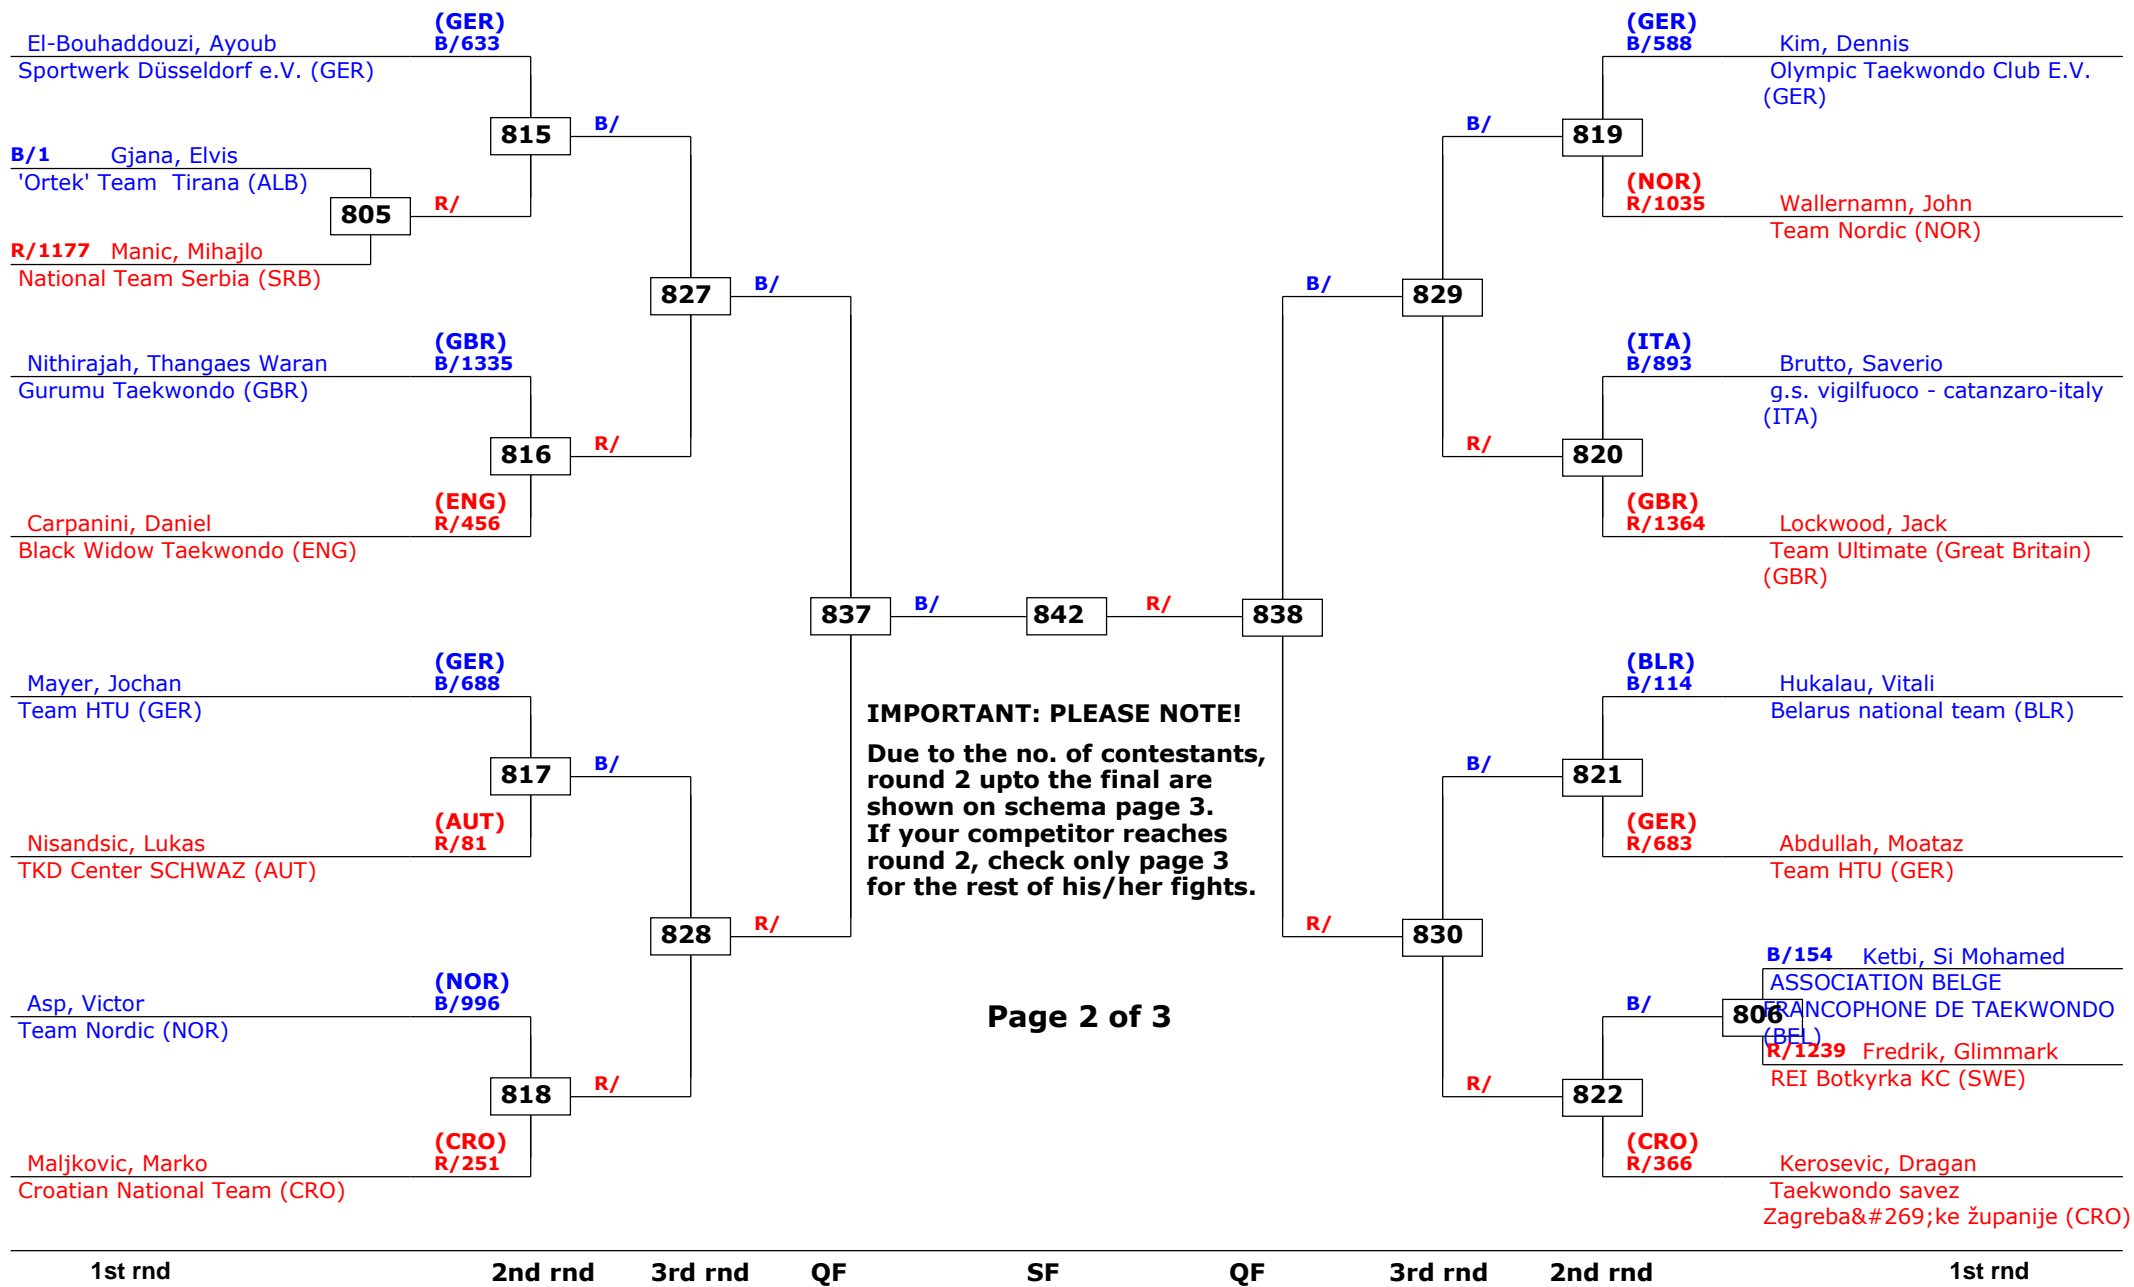 (GER)
El-Bouhaddouzi, Ayoub B/633
Sportwerk Düsseldorf e.V. (GER)
815 B/
B/1 Gjana, Elvis
'Ortek' Team Tirana (ALB)
805 R/
R/1177 Manic, Mihajlo
National Team Serbia (SRB)
827 B/
(GBR)
Nithirajah, Thangaes Waran B/1335
Gurumu Taekwondo (GBR)
816 R/
(ENG)
Carpanini, Daniel R/456
Black Widow Taekwondo (ENG)
837 B/ 842 R/ 838
(GER)
Mayer, Jochan B/688
Team HTU (GER)
817 B/
(AUT)
Nisandsic, Lukas R/81
TKD Center SCHWAZ (AUT)
828 R/
(NOR)
Asp, Victor B/996
Team Nordic (NOR)
818 R/
(CRO)
Maljkovic, Marko R/251
Croatian National Team (CRO)
IMPORTANT: PLEASE NOTE!
Due to the no. of contestants,
round 2 upto the final are
shown on schema page 3.
If your competitor reaches
round 2, check only page 3
for the rest of his/her fights.
Page 2 of 3
(GER)
B/588 Kim, Dennis
Olympic Taekwondo Club E.V.
(GER)
B/ 819
(NOR)
R/1035 Wallernamn, John
Team Nordic (NOR)
B/ 829
(ITA)
B/893 Brutto, Saverio
g.s. vigilfuoco - catanzaro-italy
(ITA)
R/ 820
(GBR)
R/1364 Lockwood, Jack
Team Ultimate (Great Britain)
(GBR)
(BLR)
B/114 Hukalau, Vitali
Belarus national team (BLR)
B/ 821
(GER)
R/683 Abdullah, Moataz
Team HTU (GER)
R/ 830
B/154 Ketbi, Si Mohamed
ASSOCIATION BELGE
B/ 806 FRANCOPHONE DE TAEKWONDO
(BEL)
R/1239 Fredrik, Glimmark
REI Botkyrka KC (SWE)
R/ 822
(CRO)
R/366 Kerosevic, Dragan
Taekwondo savez
Zagreba&#269;ke županije (CRO)
1st rnd 2nd rnd 3rd rnd QF SF QF 3rd rnd 2nd rnd 1st rnd